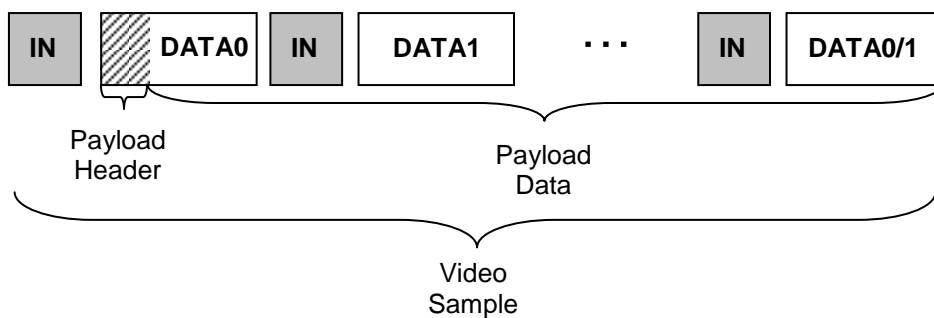 IN DATA0 IN DATA1 ... IN DATA0/1
Payload
Header
Payload
Data
Video
Sample